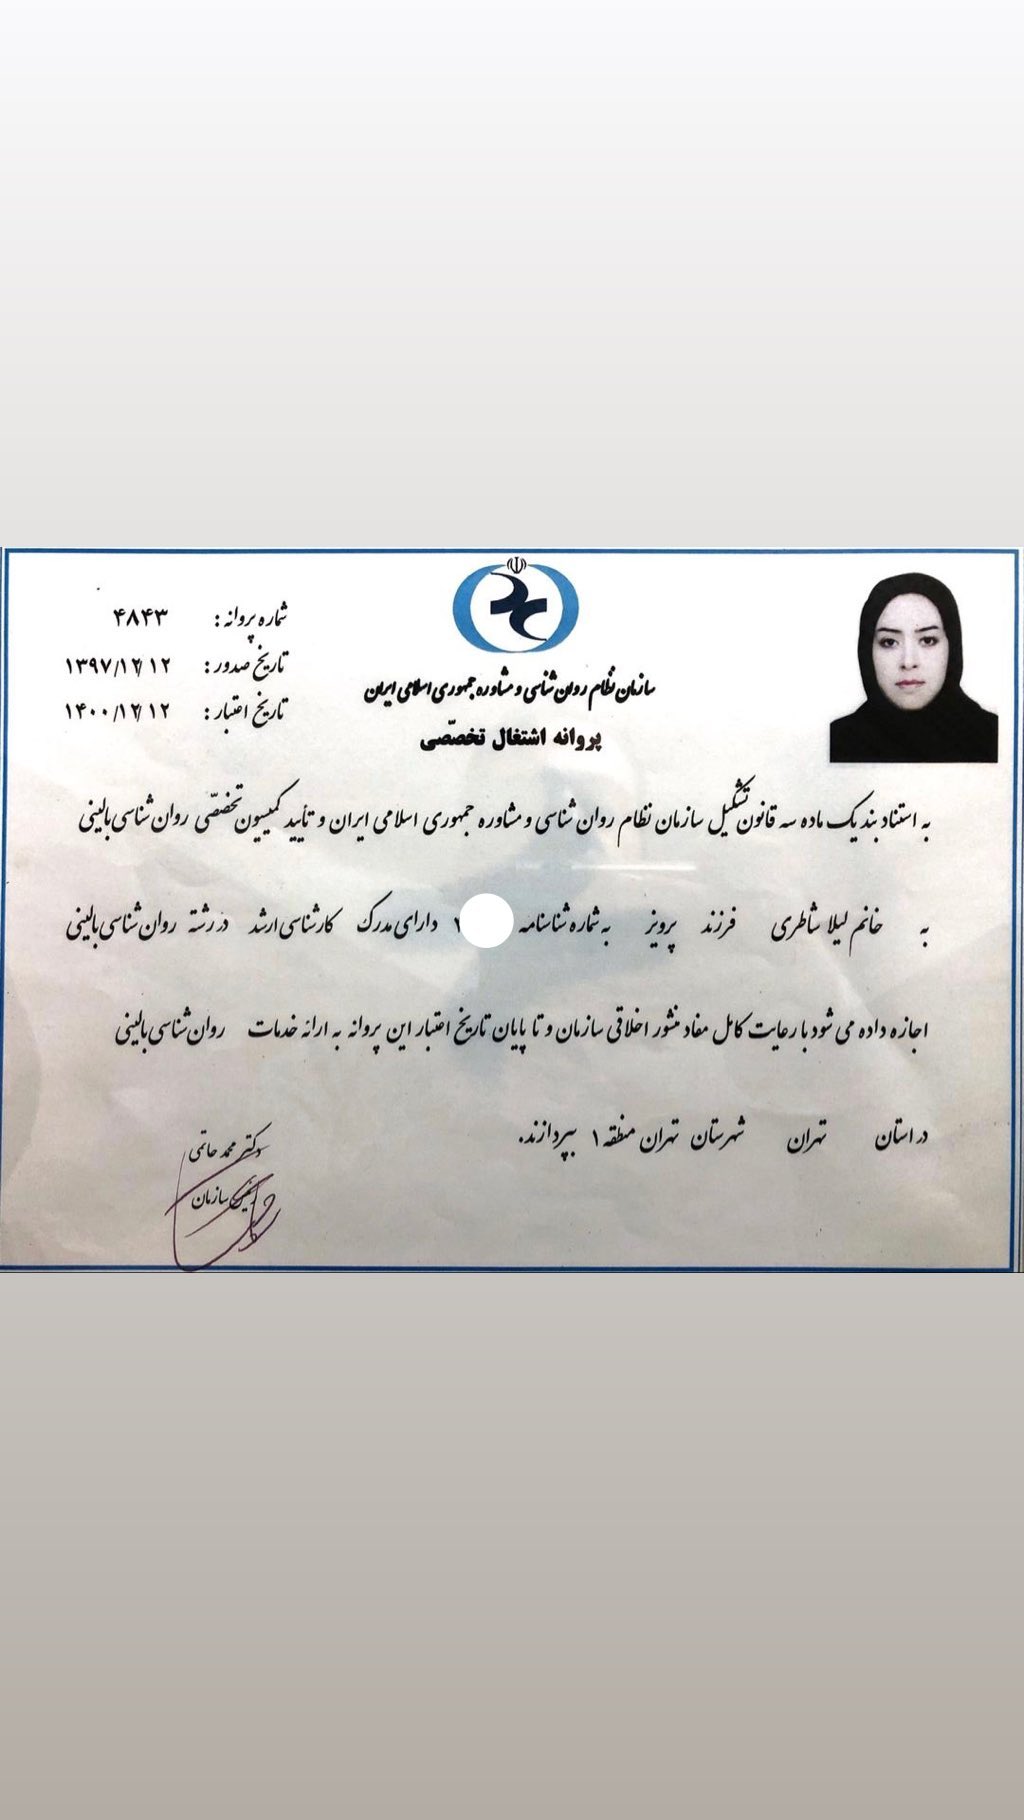 شماره پروانه: ۴۸۴۳
تاریخ صدور: ۱۳۹۷/۱۲/۱۲
تاریخ اعتبار: ۱۴۰۰/۱۲/۱۲
سازمان نظام روان شناسی و مشاوره جمهوری اسلامی ایران
پروانه اشتغال تخصّصی
به استناد بند یک ماده سه قانون تشکیل سازمان نظام روان شناسی و مشاوره جمهوری اسلامی ایران و تأیید کمیسیون تخصّصی روان شناسی بالینی
به خانم لیلا شاطری فرزند پرویز به شماره شناسنامه ۱ دارای مدرک کارشناسی ارشد در رشته روان شناسی بالینی
اجازه داده می شود با رعایت کامل مفاد منشور اخلاقی سازمان و تا پایان تاریخ اعتبار این پروانه به ارائه خدمات روان شناسی بالینی
در استان تهران شهرستان تهران منطقه ۱ بپردازند.
دکتر محمد حاتمی
رئیس سازمان